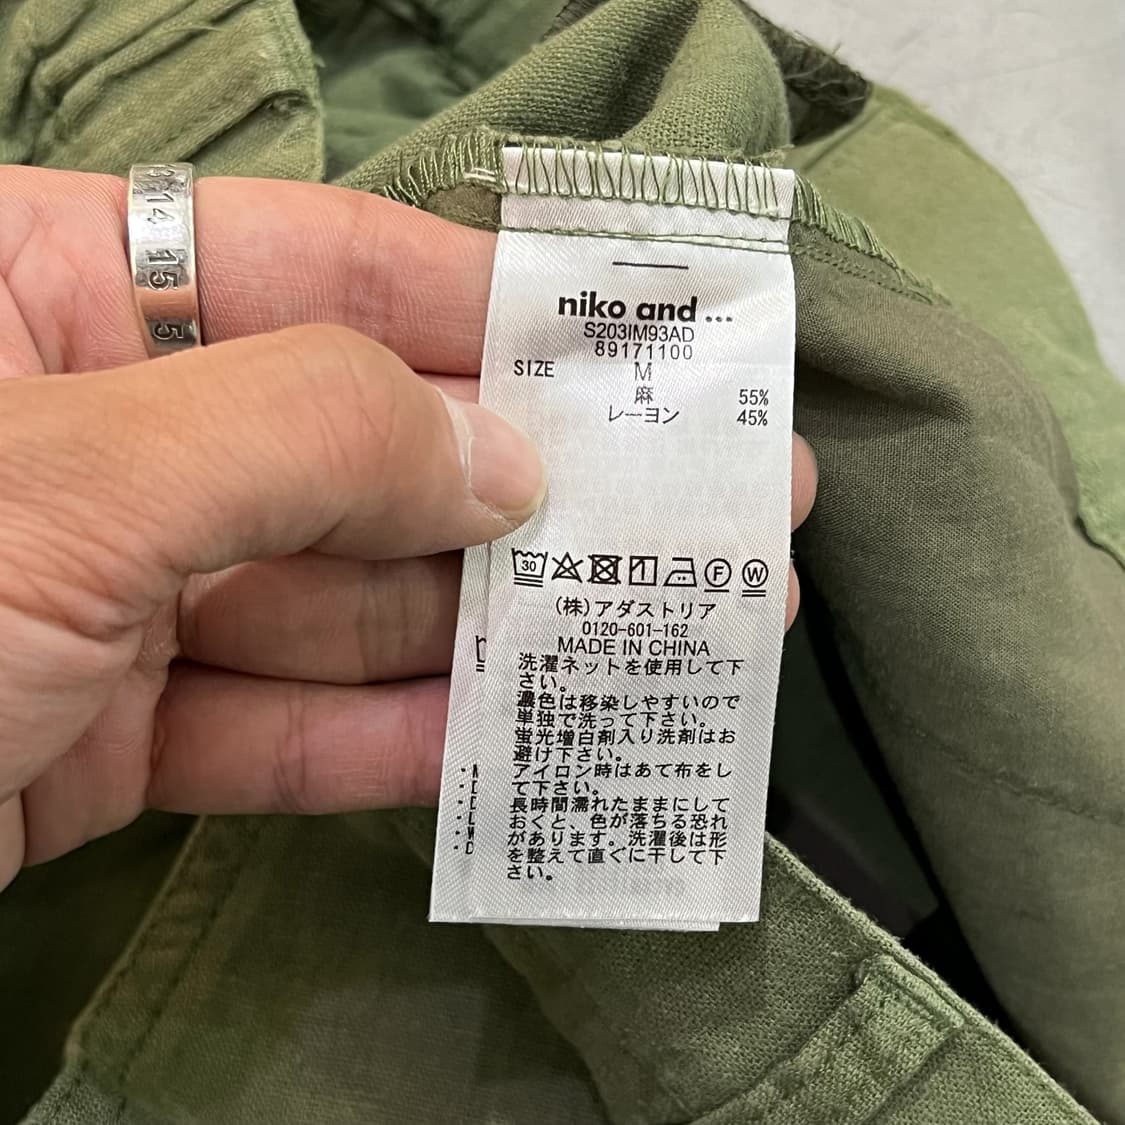 14 15 5
niko and ...
S203IM93AD
89171100
SIZE M
麻 55%
レーヨン 45%
30 F W
(株)アダストリア
0120-601-162
MADE IN CHINA
洗濯ネットを使用して下
さい。
濃色は移染しやすいので
単独で洗って下さい。
蛍光増白剤入り洗剤はお
避け下さい。
アイロン時はあて布をし
て下さい。
長時間濡れたままにして
おくと、色が落ちる恐れ
があります。洗濯後は形
を整えて直ぐに干して下
さい。